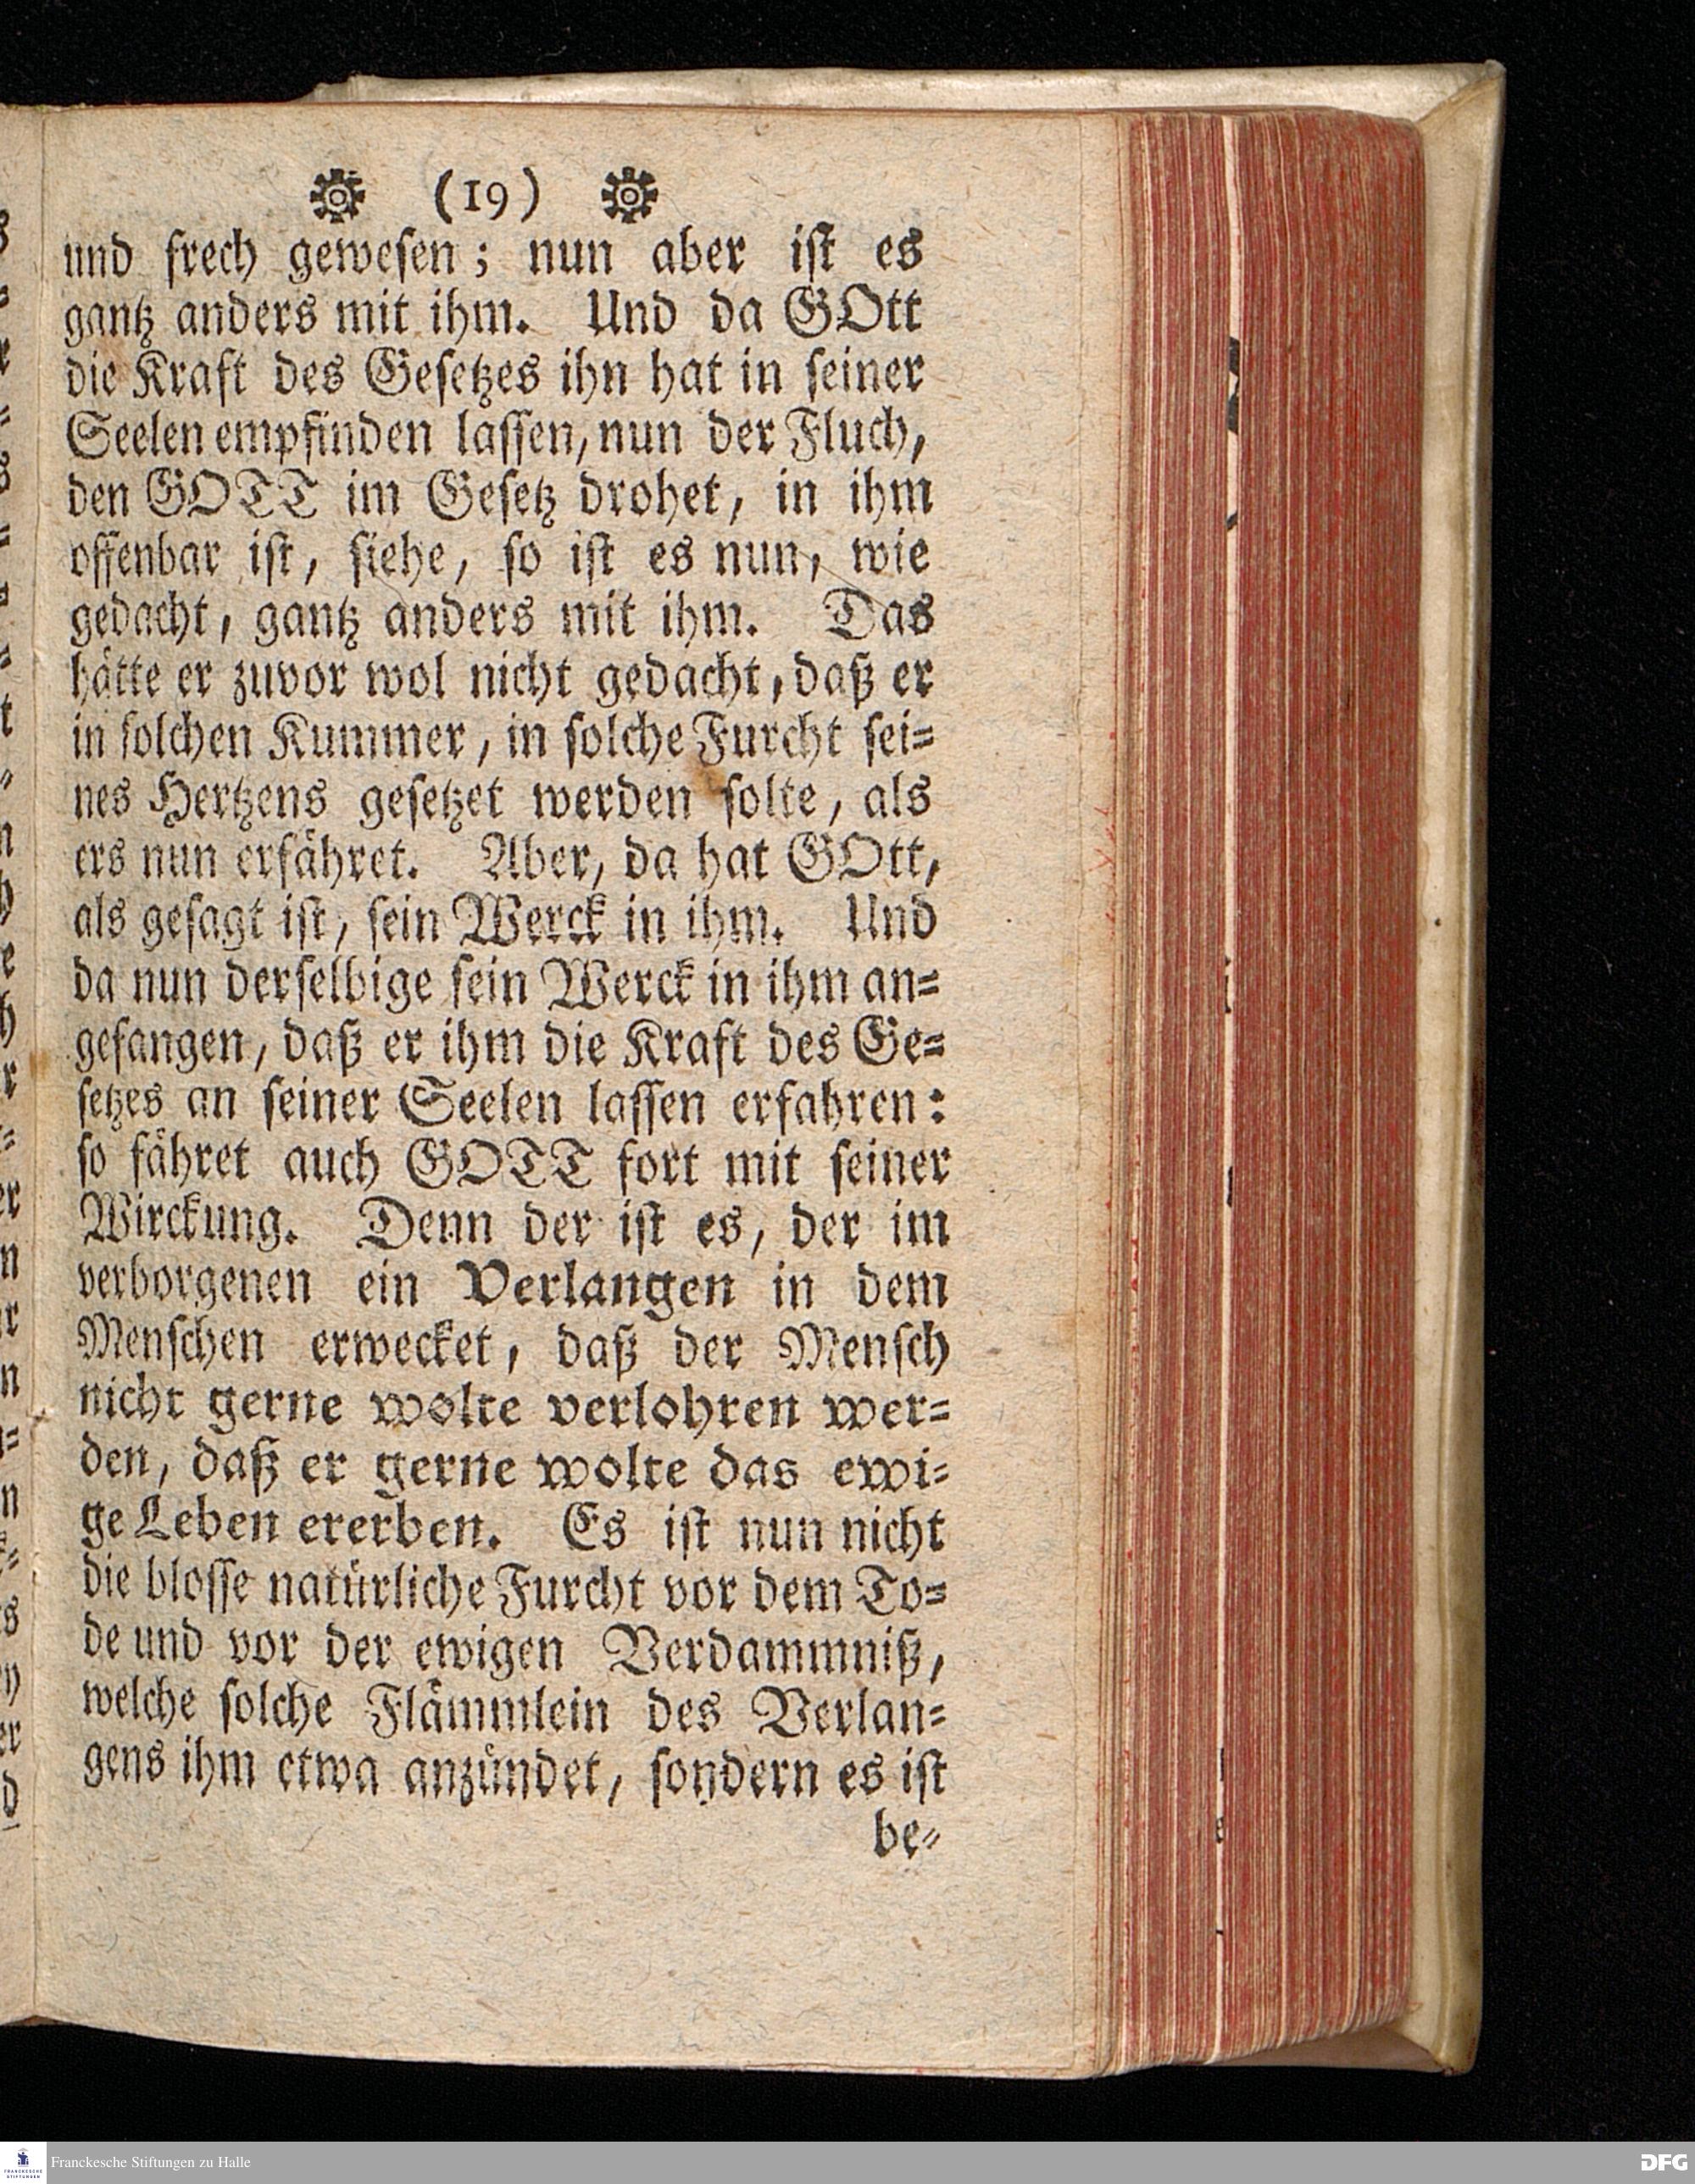 (19)
und frech gewesen; nun aber ist es
gantz anders mit ihm. Und da GOtt
die Kraft des Gesetzes ihn hat in seiner
Seelen empfinden lassen, nun der Fluch,
den GOTT im Gesetz drohet, in ihm
offenbar ist, siehe, so ist es nun, wie
gedacht, gantz anders mit ihm. Das
hätte er zuvor wol nicht gedacht, daß er
in solchen Kummer, in solche Furcht sei-
nes Hertzens gesetzet werden solte, als
ers nun erfähret. Aber, da hat GOtt,
als gesagt ist, sein Werck in ihm. Und
da nun derselbige sein Werck in ihm an-
gefangen, daß er ihm die Kraft des Ge-
setzes an seiner Seelen lassen erfahren:
so fähret auch GOTT fort mit seiner
Wirckung. Denn der ist es, der im
verborgenen ein Verlangen in dem
Menschen erwecket, daß der Mensch
nicht gerne wolte verlohren wer-
den, daß er gerne wolte das ewi-
ge Leben ererben. Es ist nun nicht
die blosse natürliche Furcht vor dem To-
de und vor der ewigen Verdammniß,
welche solche Flämmlein des Verlan-
gens ihm etwa anzündet, sondern es ist
be-
FRANCKESCHE
STIFTUNGEN
Franckesche Stiftungen zu Halle
DFG